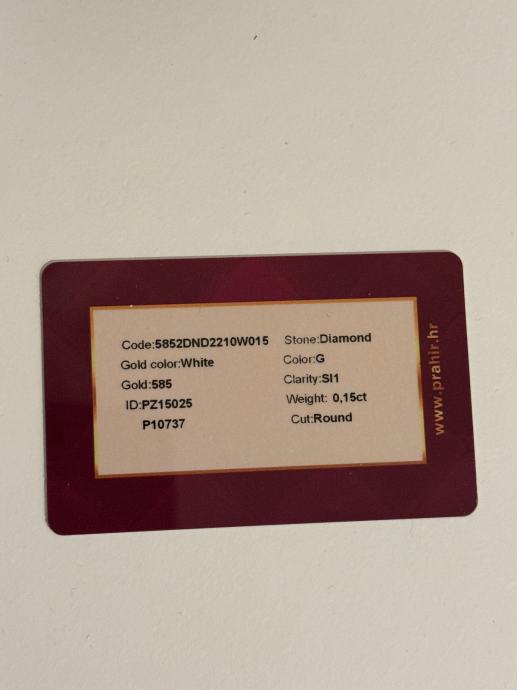 Code:5852DND2210W015
Gold color:White
Gold:585
ID:PZ15025
P10737
Stone:Diamond
Color:G
Clarity:SI1
Weight: 0,15ct
Cut:Round
www.prahir.hr